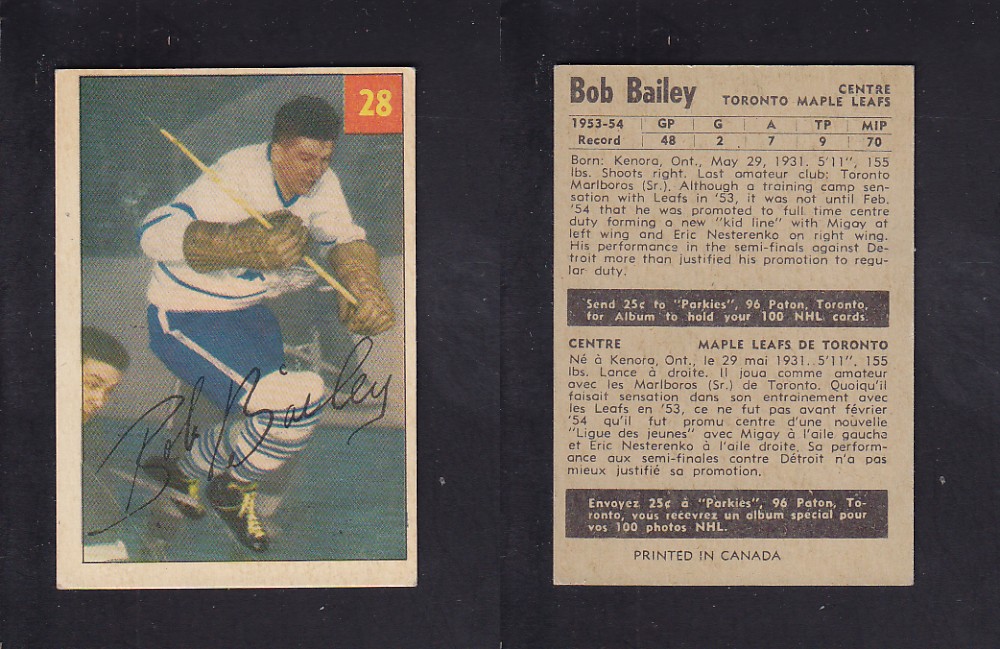 28
Bob Bailey
Bob Bailey
CENTRE
TORONTO MAPLE LEAFS
1953-54 GP G A TP MIP
Record 48 2 7 9 70
Born: Kenora, Ont., May 29, 1931. 5'11", 155
lbs. Shoots right. Last amateur club: Toronto
Marlboros (Sr.). Although a training camp sen-
sation with Leafs in '53, it was not until Feb.
'54 that he was promoted to full time centre
duty forming a new "kid line" with Migay at
left wing and Eric Nesterenko on right wing.
His performance in the semi-finals against De-
troit more than justified his promotion to regu-
lar duty.
Send 25c to "Parkies", 96 Paton, Toronto,
for Album to hold your 100 NHL cards.
CENTRE MAPLE LEAFS DE TORONTO
Né à Kenora, Ont., le 29 mai 1931. 5'11", 155
lbs. Lance à droite. Il joua comme amateur
avec les Marlboros (Sr.) de Toronto. Quoiqu'il
faisait sensation dans son entrainement avec
les Leafs en '53, ce ne fut pas avant février
'54 qu'il fut promu centre d'une nouvelle
"Ligue des jeunes" avec Migay à l'aile gauche
et Eric Nesterenko à l'aile droite. Sa perform-
ance aux semi-finales contre Détroit n'a pas
mieux justifié sa promotion.
Envoyez 25c à "Parkies", 96 Paton, To-
ronto, vous recevrez un album special pour
vos 100 photos NHL.
PRINTED IN CANADA